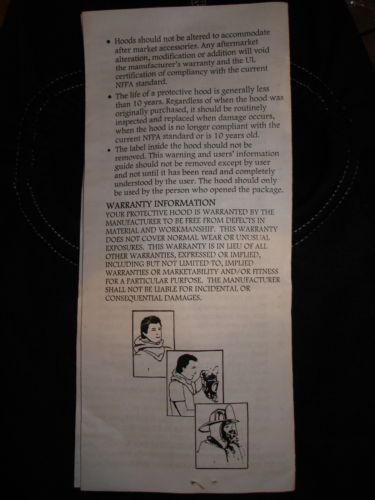 • Hoods should not be altered to accommodate
after market accessories. Any aftermarket
alteration, modification or addition will void
the manufacturer's warranty and the UL
certification of compliancy with the current
NFPA standard.
• The life of a protective hood is generally less
than 10 years. Regardless of when the hood was
originally purchased, it should be routinely
inspected and replaced when damage occurs,
when the hood is no longer compliant with the
current NFPA standard or is 10 years old.
• The label inside the hood should not be
removed. This warning and users' information
guide should not be removed except by user
and not until it has been read and completely
understood by the user. The hood should only
be used by the person who opened the package.
WARRANTY INFORMATION
YOUR PROTECTIVE HOOD IS WARRANTED BY THE
MANUFACTURER TO BE FREE FROM DEFECTS IN
MATERIAL AND WORKMANSHIP. THIS WARRANTY
DOES NOT COVER NORMAL WEAR OR UNUSUAL
EXPOSURES. THIS WARRANTY IS IN LIEU OF ALL
OTHER WARRANTIES, EXPRESSED OR IMPLIED,
INCLUDING BUT NOT LIMITED TO, IMPLIED
WARRANTIES OR MARKETABILITY AND/OR FITNESS
FOR A PARTICULAR PURPOSE. THE MANUFACTURER
SHALL NOT BE LIABLE FOR INCIDENTAL OR
CONSEQUENTIAL DAMAGES.